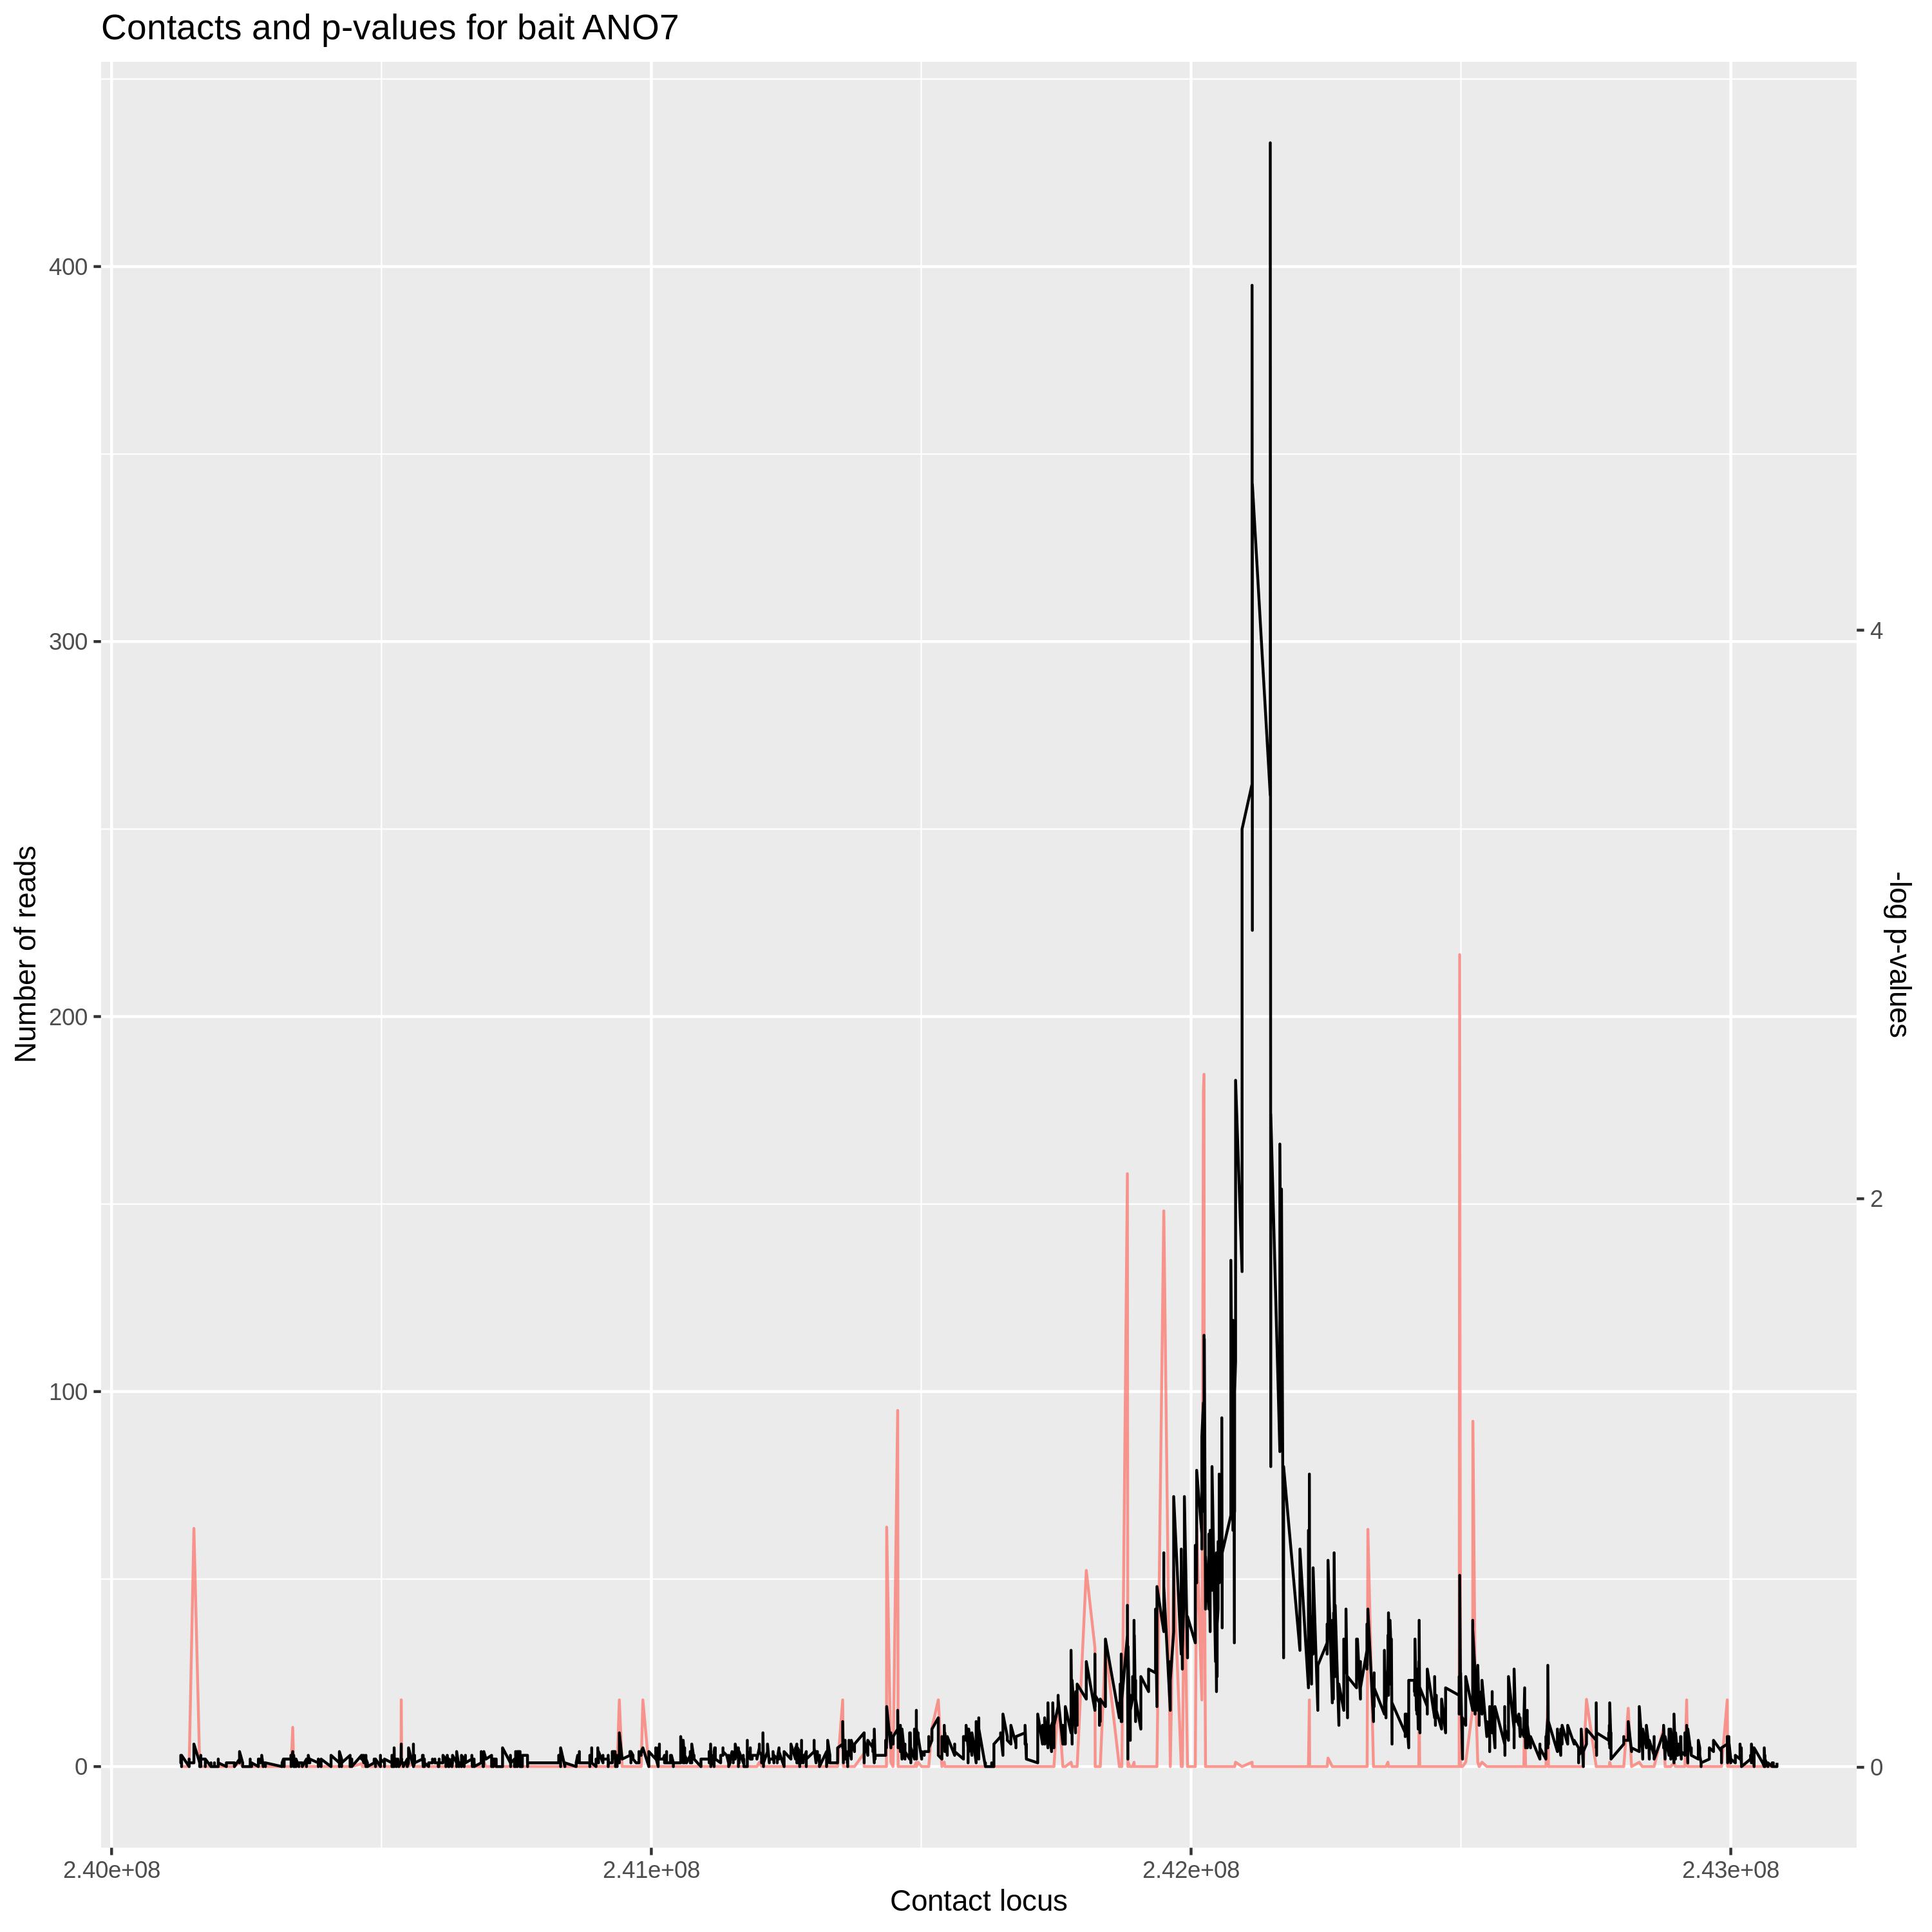 Contacts and p-values for bait ANO7
Number of reads
400
300
200
100
0
4
2
0
-log p-values
2.40e+08
2.41e+08
2.42e+08
2.43e+08
Contact locus